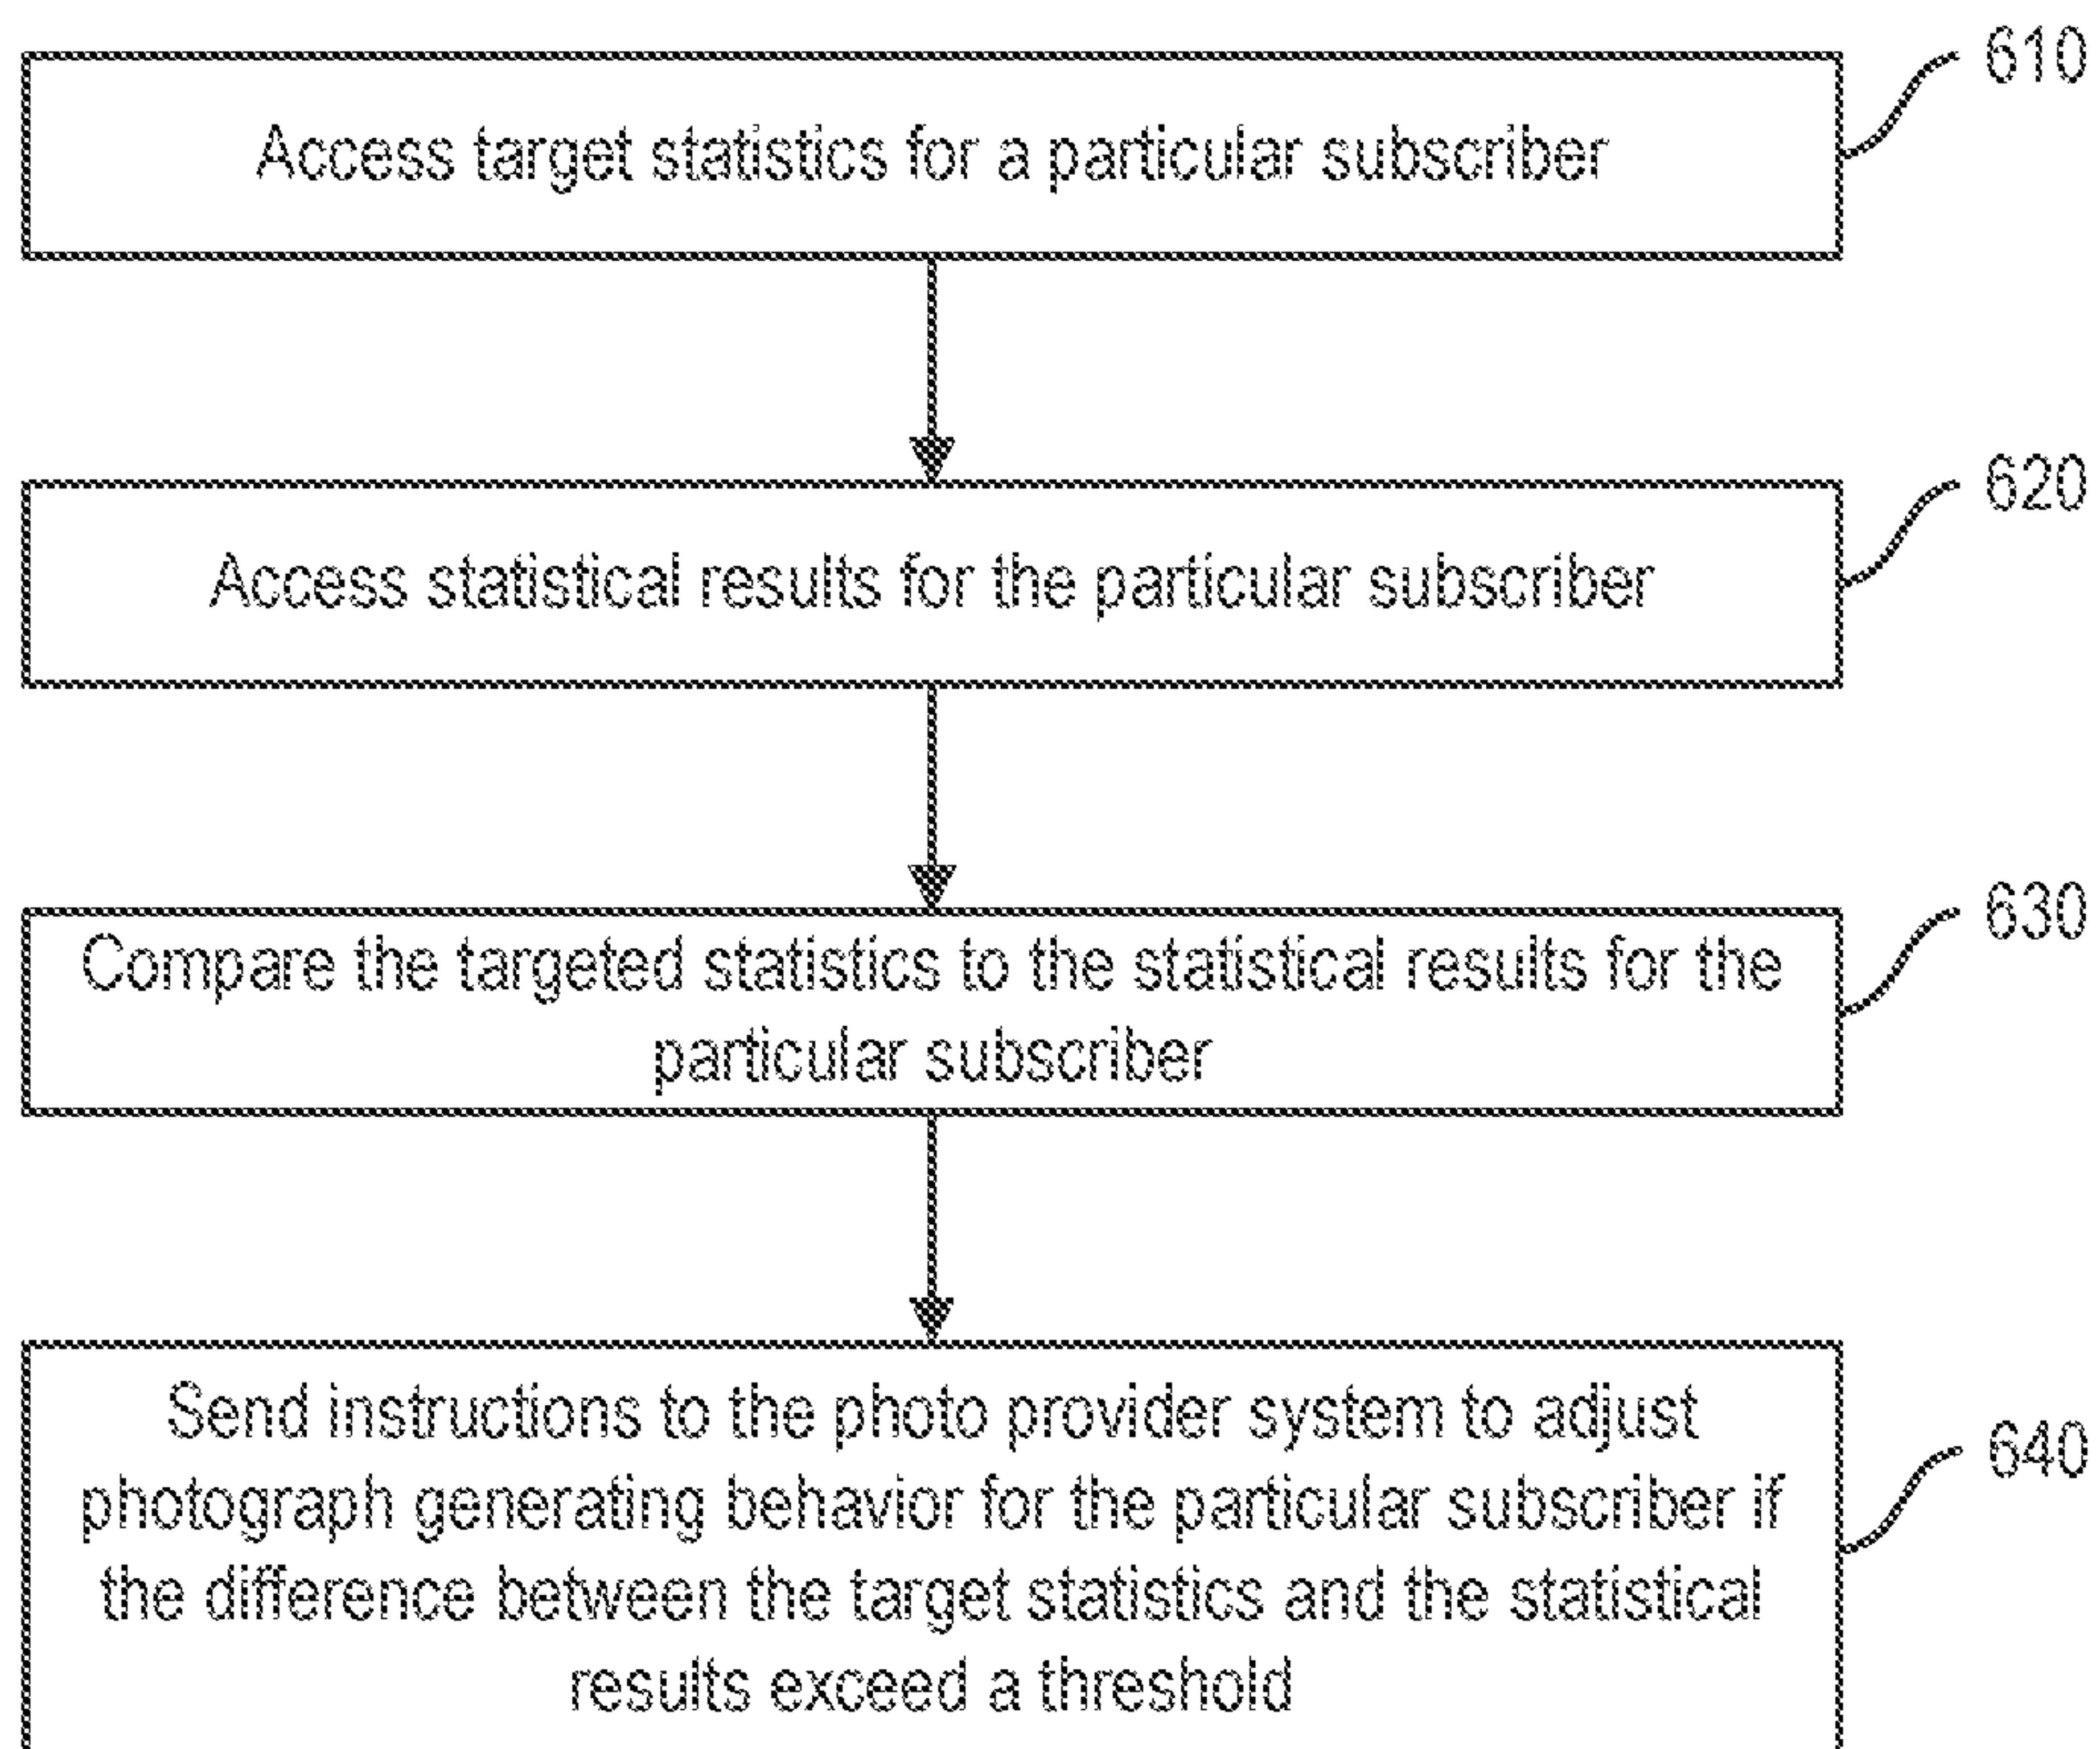 610
Access target statistics for a particular subscriber
620
Access statistical results for the particular subscriber
630
Compare the targeted statistics to the statistical results for the
particular subscriber
640
Send instructions to the photo provider system to adjust
photograph generating behavior for the particular subscriber if
the difference between the target statistics and the statistical
results exceed a threshold